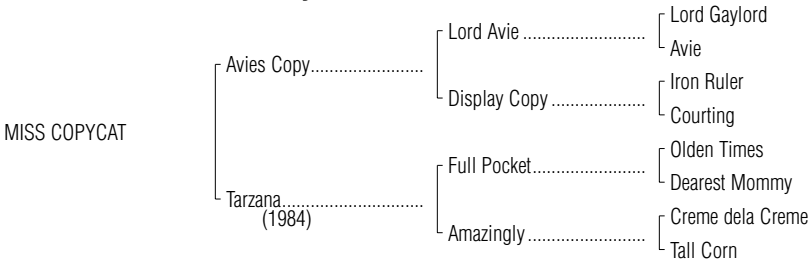 Lord Gaylord
Lord Avie ..........................
Avie
Avies Copy........................
Iron Ruler
Display Copy ....................
Courting
MISS COPYCAT
Olden Times
Full Pocket........................
Dearest Mommy
Tarzana..............................
(1984)
Creme dela Creme
Amazingly .........................
Tall Corn